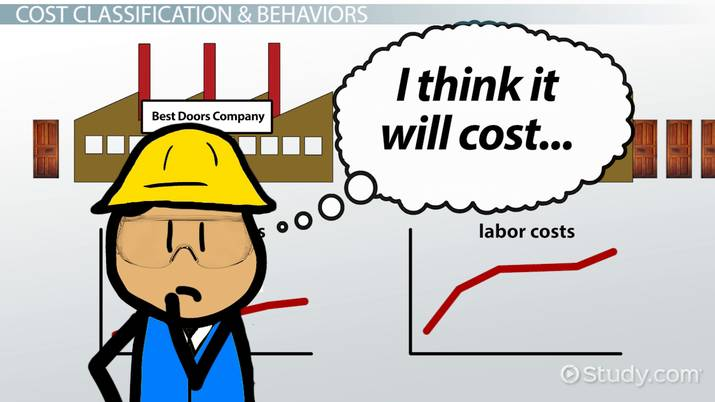 COST CLASSIFICATION & BEHAVIORS
Best Doors Company
I think it
will cost...
labor costs
Study.com